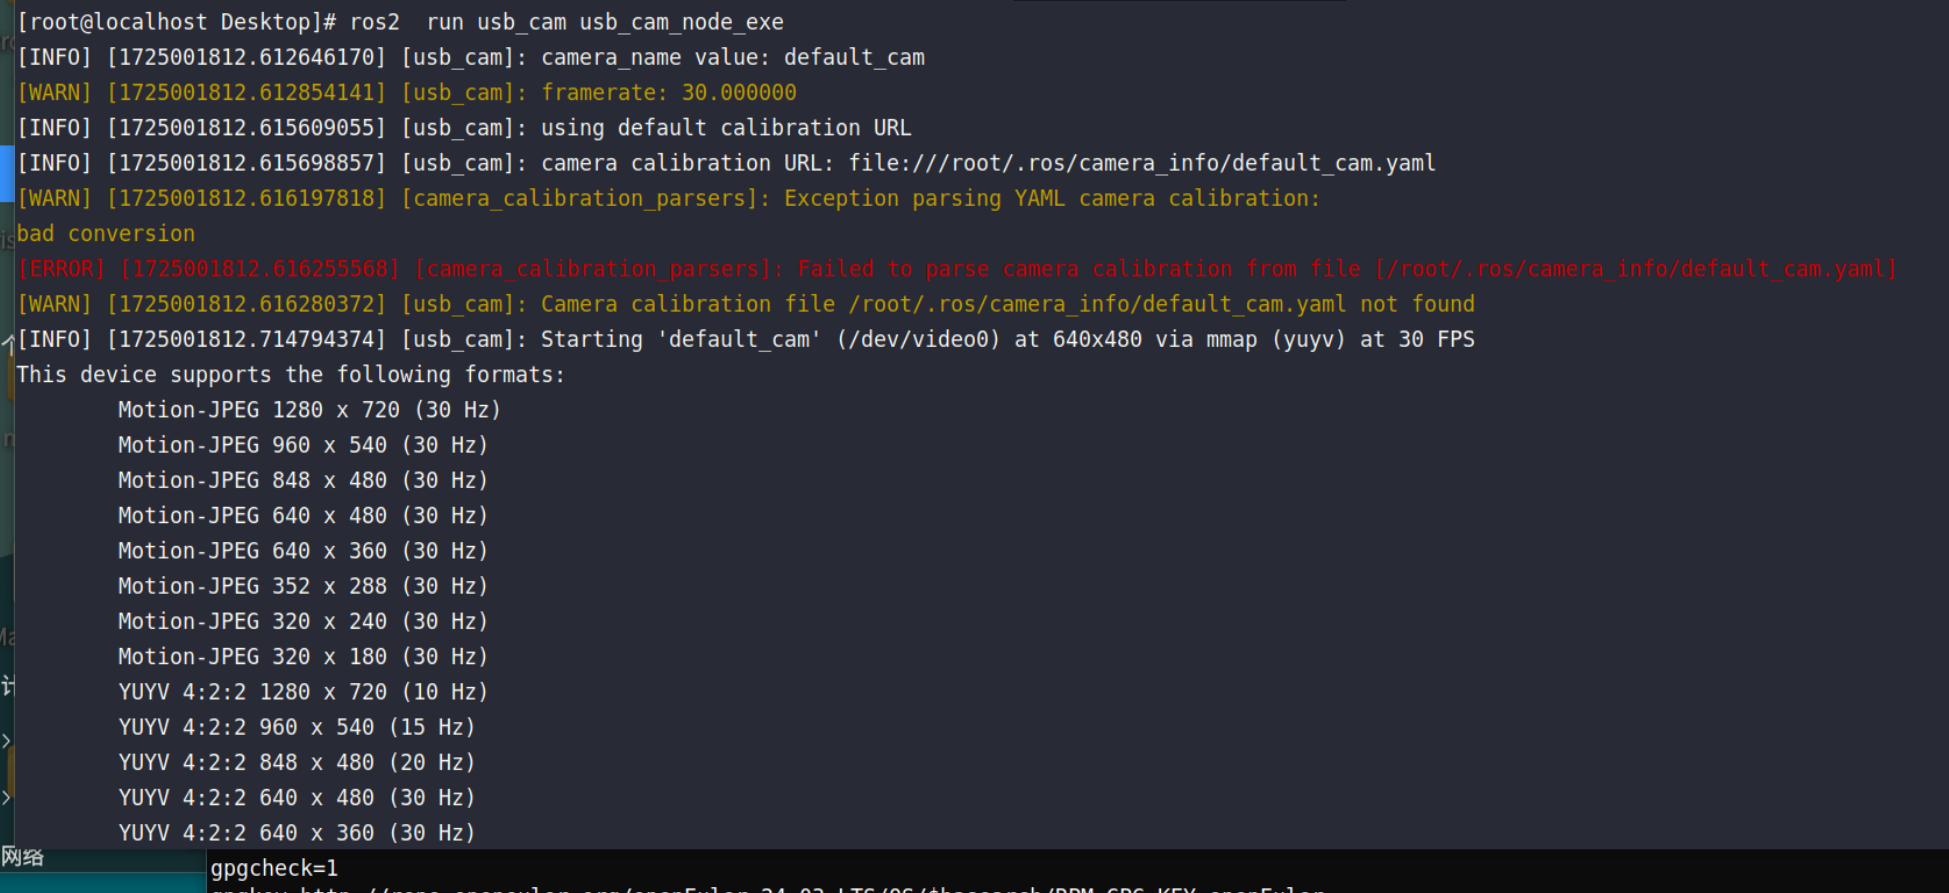 [root@localhost Desktop]# ros2  run usb_cam usb_cam_node_exe
[INFO] [1725001812.612646170] [usb_cam]: camera_name value: default_cam
[WARN] [1725001812.612854141] [usb_cam]: framerate: 30.000000
[INFO] [1725001812.615609055] [usb_cam]: using default calibration URL
[INFO] [1725001812.615698857] [usb_cam]: camera calibration URL: file:///root/.ros/camera_info/default_cam.yaml
[WARN] [1725001812.616197818] [camera_calibration_parsers]: Exception parsing YAML camera calibration:
bad conversion
[ERROR] [1725001812.616255568] [camera_calibration_parsers]: Failed to parse camera calibration from file [/root/.ros/camera_info/default_cam.yaml]
[WARN] [1725001812.616280372] [usb_cam]: Camera calibration file /root/.ros/camera_info/default_cam.yaml not found
[INFO] [1725001812.714794374] [usb_cam]: Starting 'default_cam' (/dev/video0) at 640x480 via mmap (yuyv) at 30 FPS
This device supports the following formats:
Motion-JPEG 1280 x 720 (30 Hz)
Motion-JPEG 960 x 540 (30 Hz)
Motion-JPEG 848 x 480 (30 Hz)
Motion-JPEG 640 x 480 (30 Hz)
Motion-JPEG 640 x 360 (30 Hz)
Motion-JPEG 352 x 288 (30 Hz)
Motion-JPEG 320 x 240 (30 Hz)
Motion-JPEG 320 x 180 (30 Hz)
YUYV 4:2:2 1280 x 720 (10 Hz)
YUYV 4:2:2 960 x 540 (15 Hz)
YUYV 4:2:2 848 x 480 (20 Hz)
YUYV 4:2:2 640 x 480 (30 Hz)
YUYV 4:2:2 640 x 360 (30 Hz)
网络
gpgcheck=1